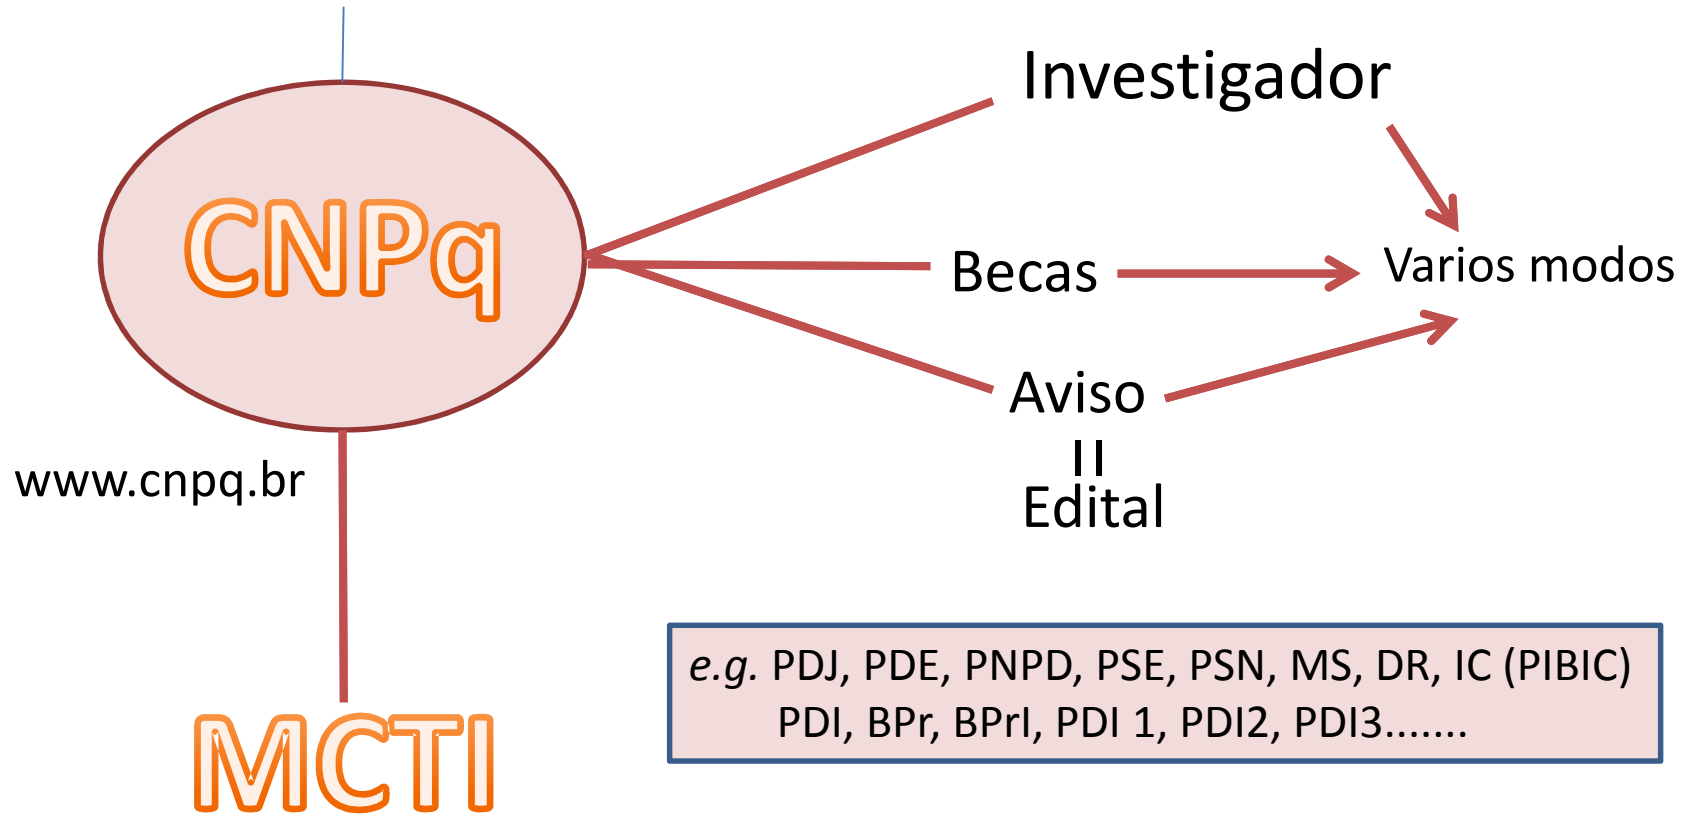 Investigador
CNPq
Becas
Varios modos
Aviso
=
Edital
www.cnpq.br
e.g. PDJ, PDE, PNPD, PSE, PSN, MS, DR, IC (PIBIC)
PDI, BPr, BPrI, PDI 1, PDI2, PDI3.......
MCTI